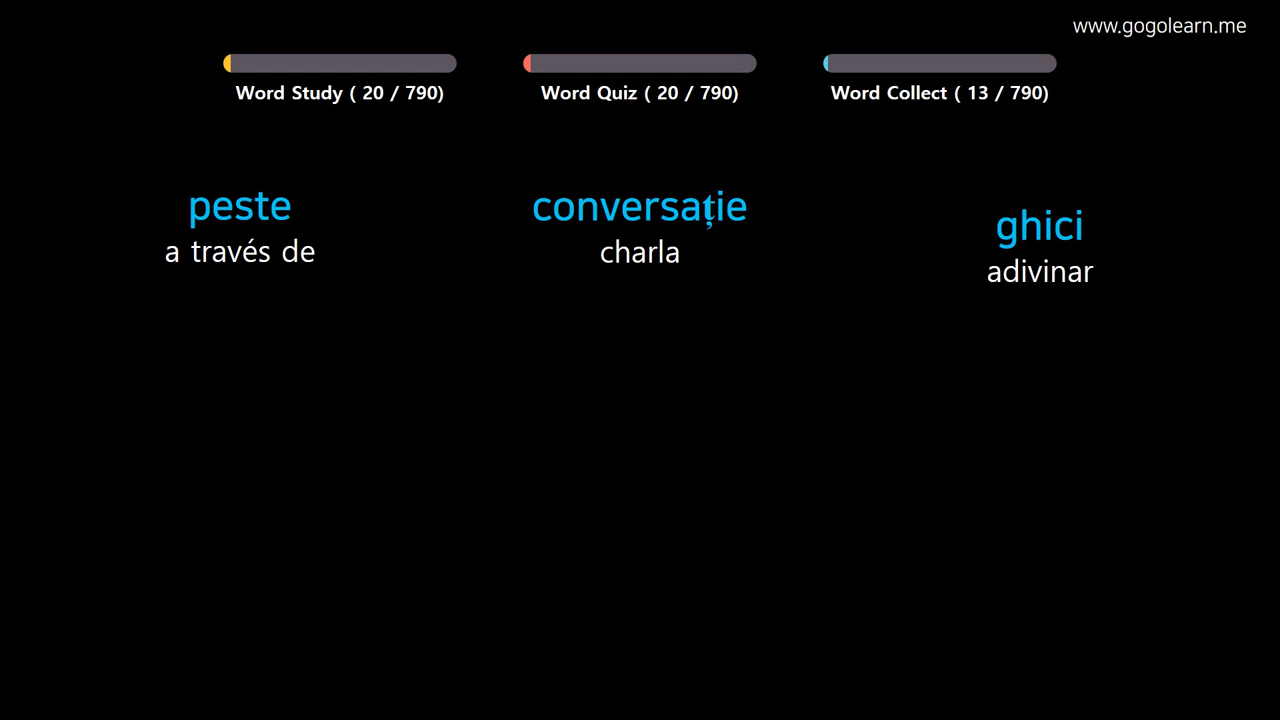 www.gogolearn.me
Word Study ( 20 / 790)
Word Quiz ( 20 / 790)
Word Collect ( 13 / 790)
peste
a través de
conversație
charla
ghici
adivinar